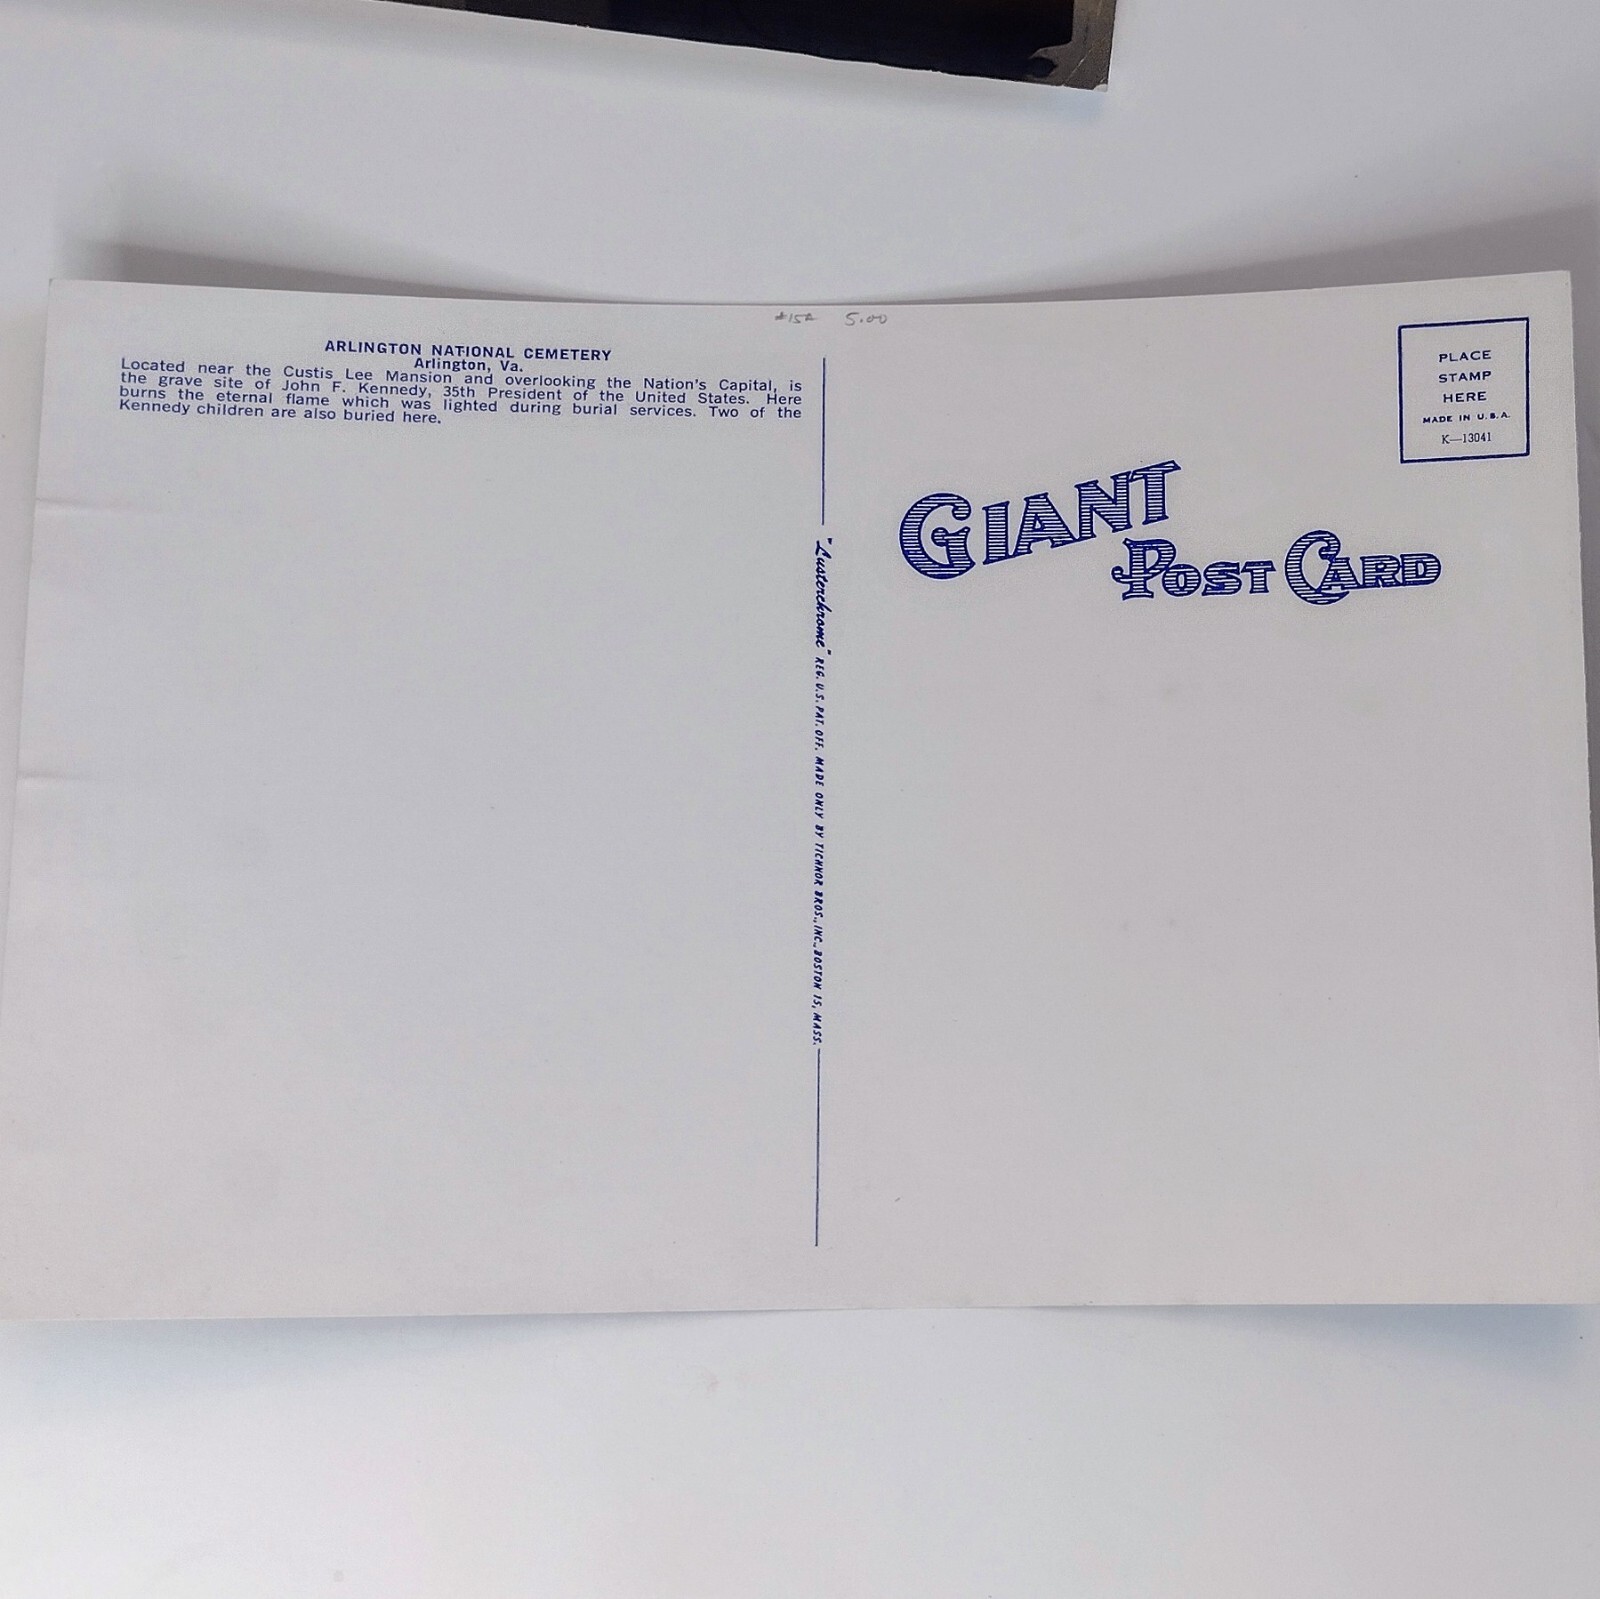 #15A 5.00
ARLINGTON NATIONAL CEMETERY
Arlington, Va.
Located near the Custis Lee Mansion and overlooking the Nation's Capital, is
the grave site of John F. Kennedy, 35th President of the United States. Here
burns the eternal flame which was lighted during burial services. Two of the
Kennedy children are also buried here.
"Lusterchrome" REG. U.S. PAT. OFF. MADE ONLY BY TICHNOR BROS., INC., BOSTON 15, MASS.
PLACE
STAMP
HERE
MADE IN U.S.A.
K—13041
GIANT
POST CARD